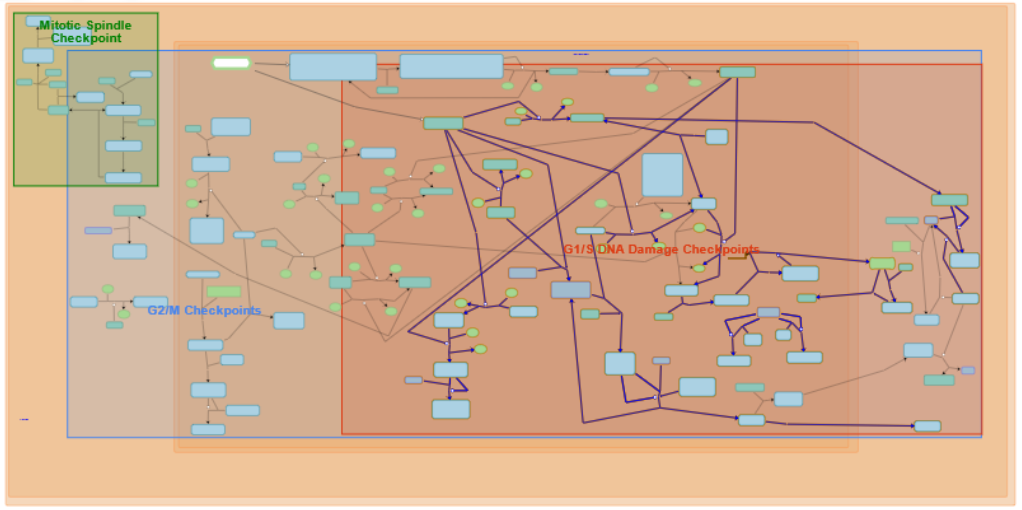 Mitotic Spindle
Checkpoint
G1/S DNA Damage Checkpoints
G2/M Checkpoints